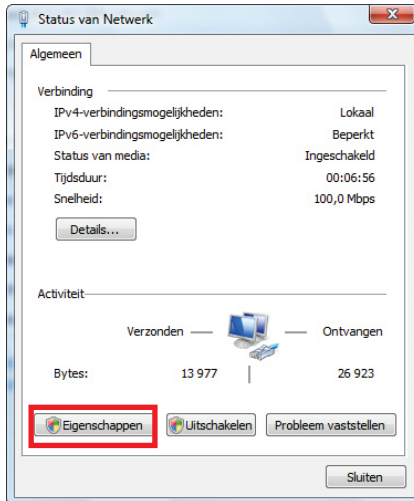 Status van Netwerk
Algemeen
Verbinding
IPv4-verbindingsmogelijkheden: Lokaal
IPv6-verbindingsmogelijkheden: Beperkt
Status van media: Ingeschakeld
Tijdsduur: 00:06:56
Snelheid: 100,0 Mbps
Details...
Activiteit
Verzonden Ontvangen
Bytes: 13 977 26 923
Eigenschappen Uitschakelen Probleem vaststellen
Sluiten